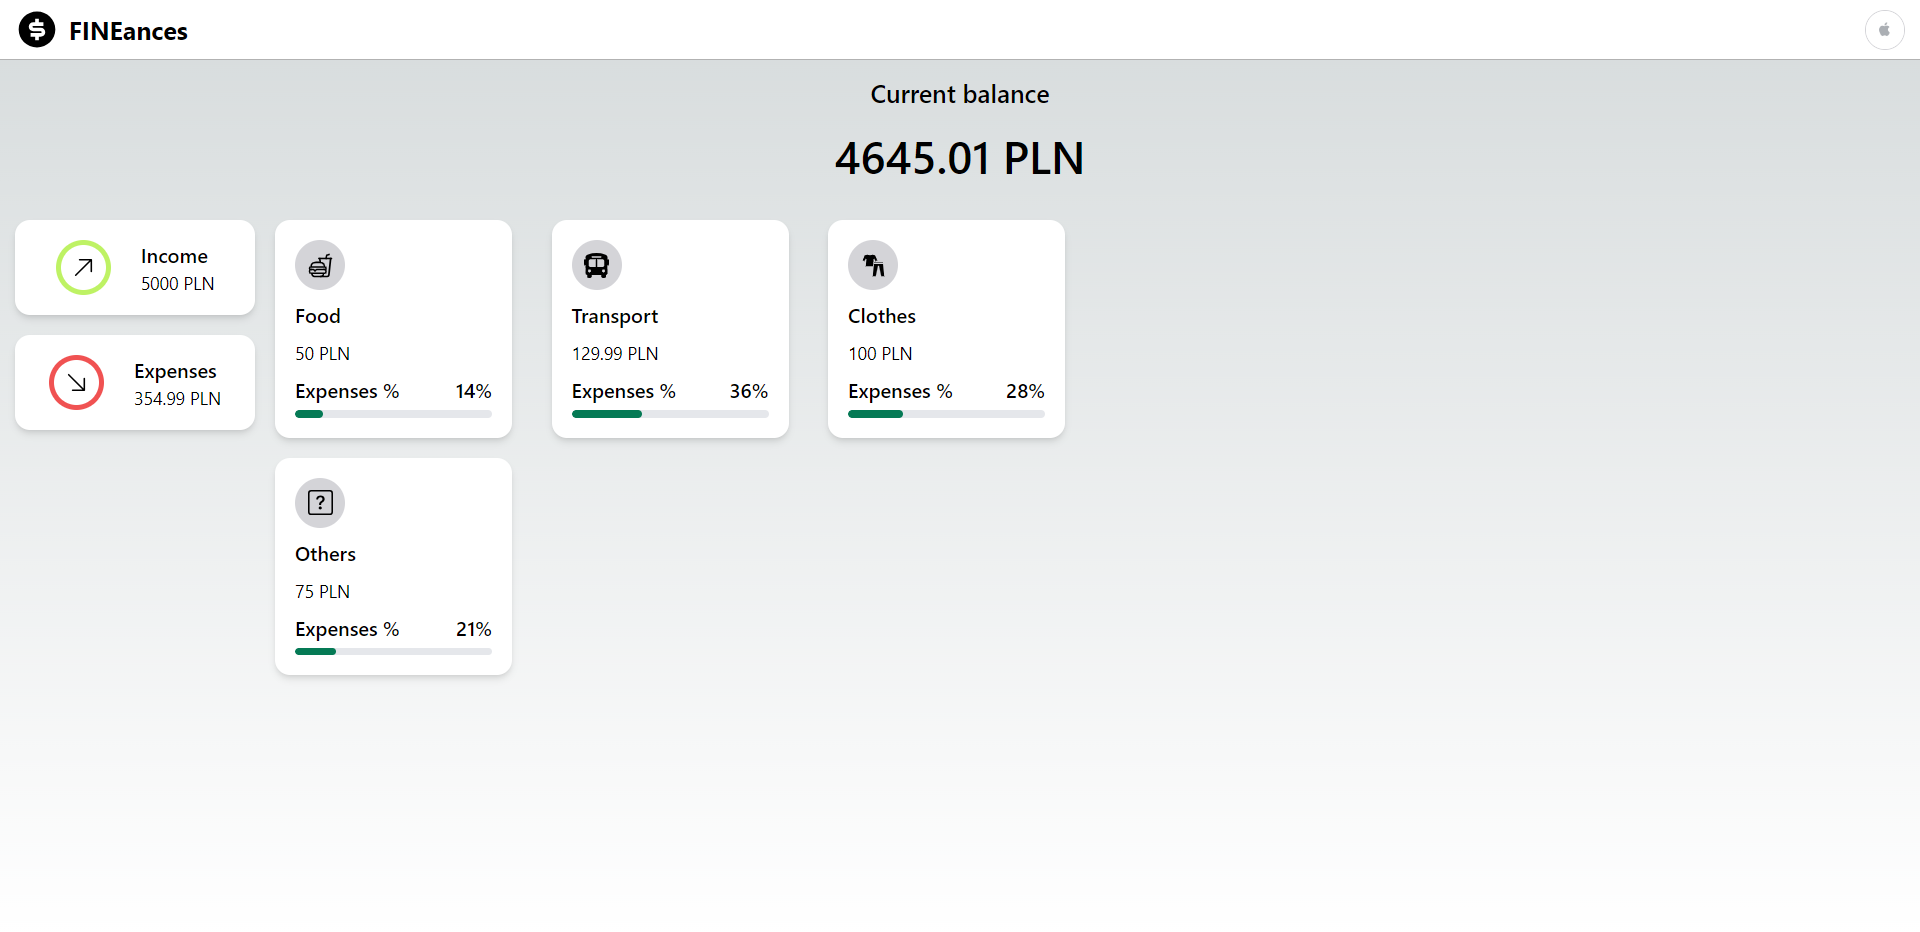 FINEances
Current balance
4645.01 PLN
Income
5000 PLN
Expenses
354.99 PLN
Food
50 PLN
Expenses % 14%
Transport
129.99 PLN
Expenses % 36%
Clothes
100 PLN
Expenses % 28%
Others
75 PLN
Expenses % 21%